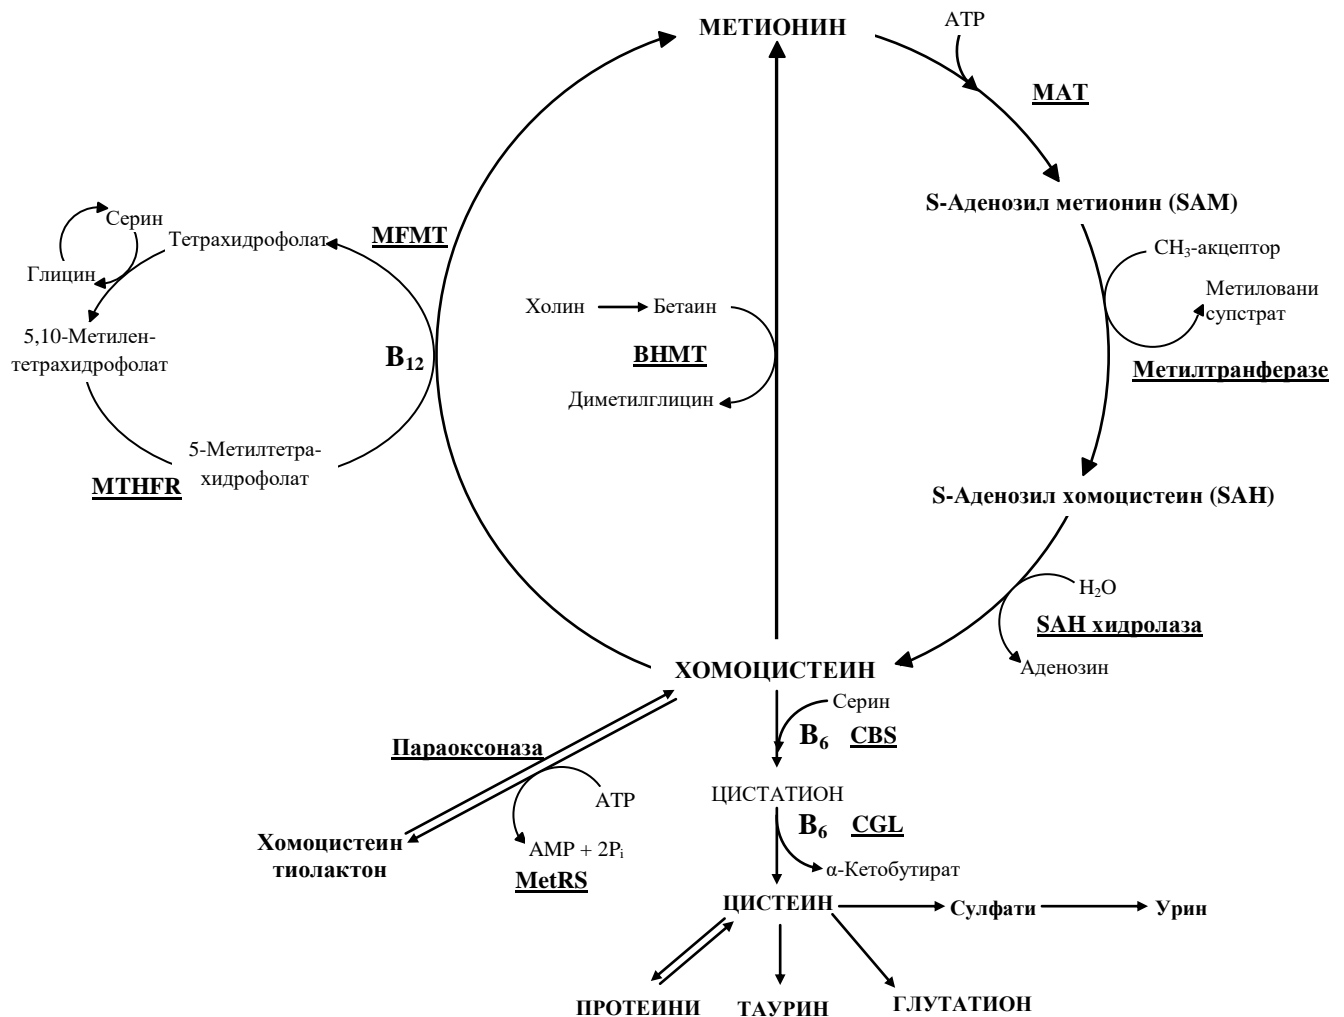 МЕТИОНИН
ATP
MAT
S-Аденозил метионин (SAM)
CH₃-акцептор
Метиловани
супстрат
Метилтранферазе
Серин
Тетрахидрофолат
Глицин
5,10-Метилен-
тетрахидрофолат
MFMT
B₁₂
5-Метилтетра-
хидрофолат
MTHFR
Холин
Бетаин
BHMT
Диметилглицин
S-Аденозил хомоцистеин (SAH)
H₂O
SAH хидролаза
Аденозин
ХОМОЦИСТЕИН
Серин
B₆ CBS
Параоксоназа
ATP
Хомоцистеин
тиолактон
AMP + 2Pᵢ
MetRS
ЦИСТАТИОН
B₆ CGL
α-Кетобутират
ЦИСТЕИН
Сулфати
Урин
ПРОТЕИНИ
ТАУРИН
ГЛУТАТИОН